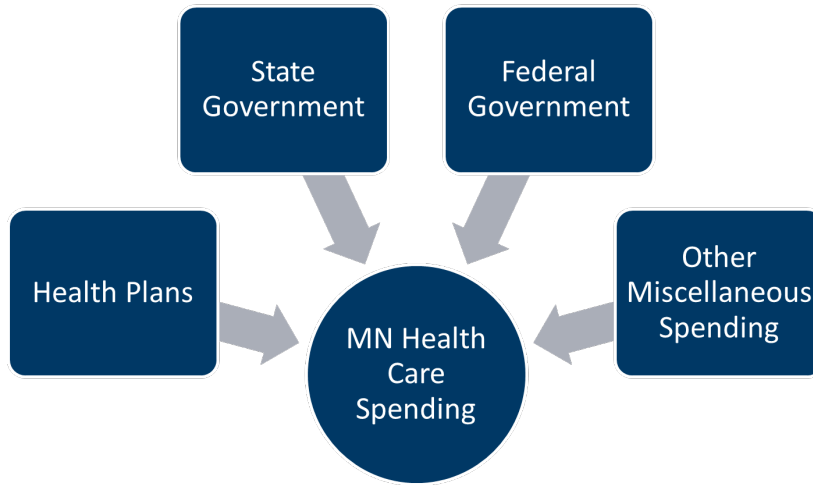 State
Government
Federal
Government
Health Plans
Other
Miscellaneous
Spending
MN Health
Care
Spending